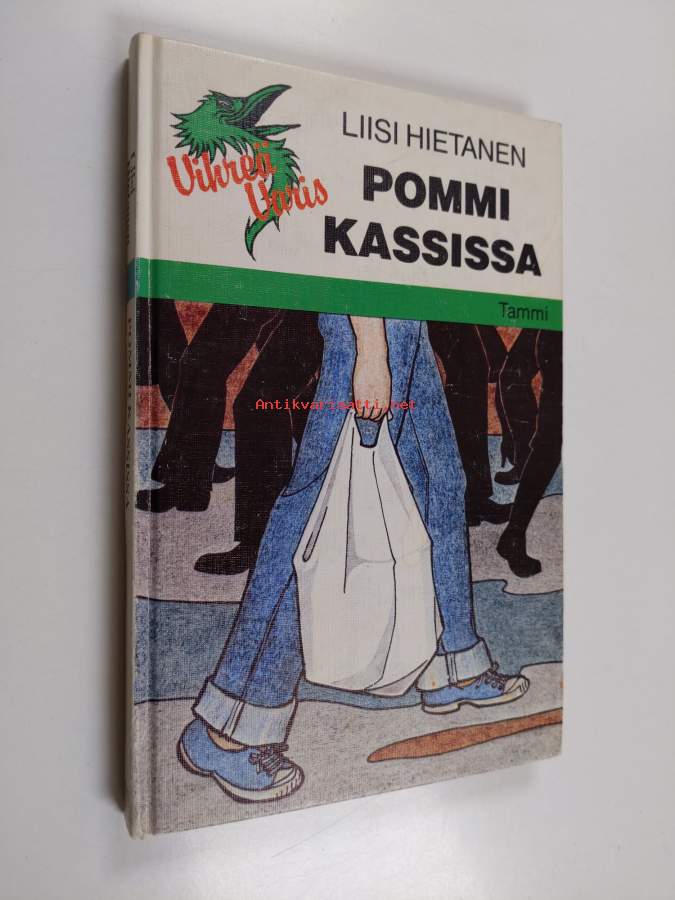 Vihreä
Varis
LIISI HIETANEN
POMMI
KASSISSA
Tammi
Antikvariaatti.net